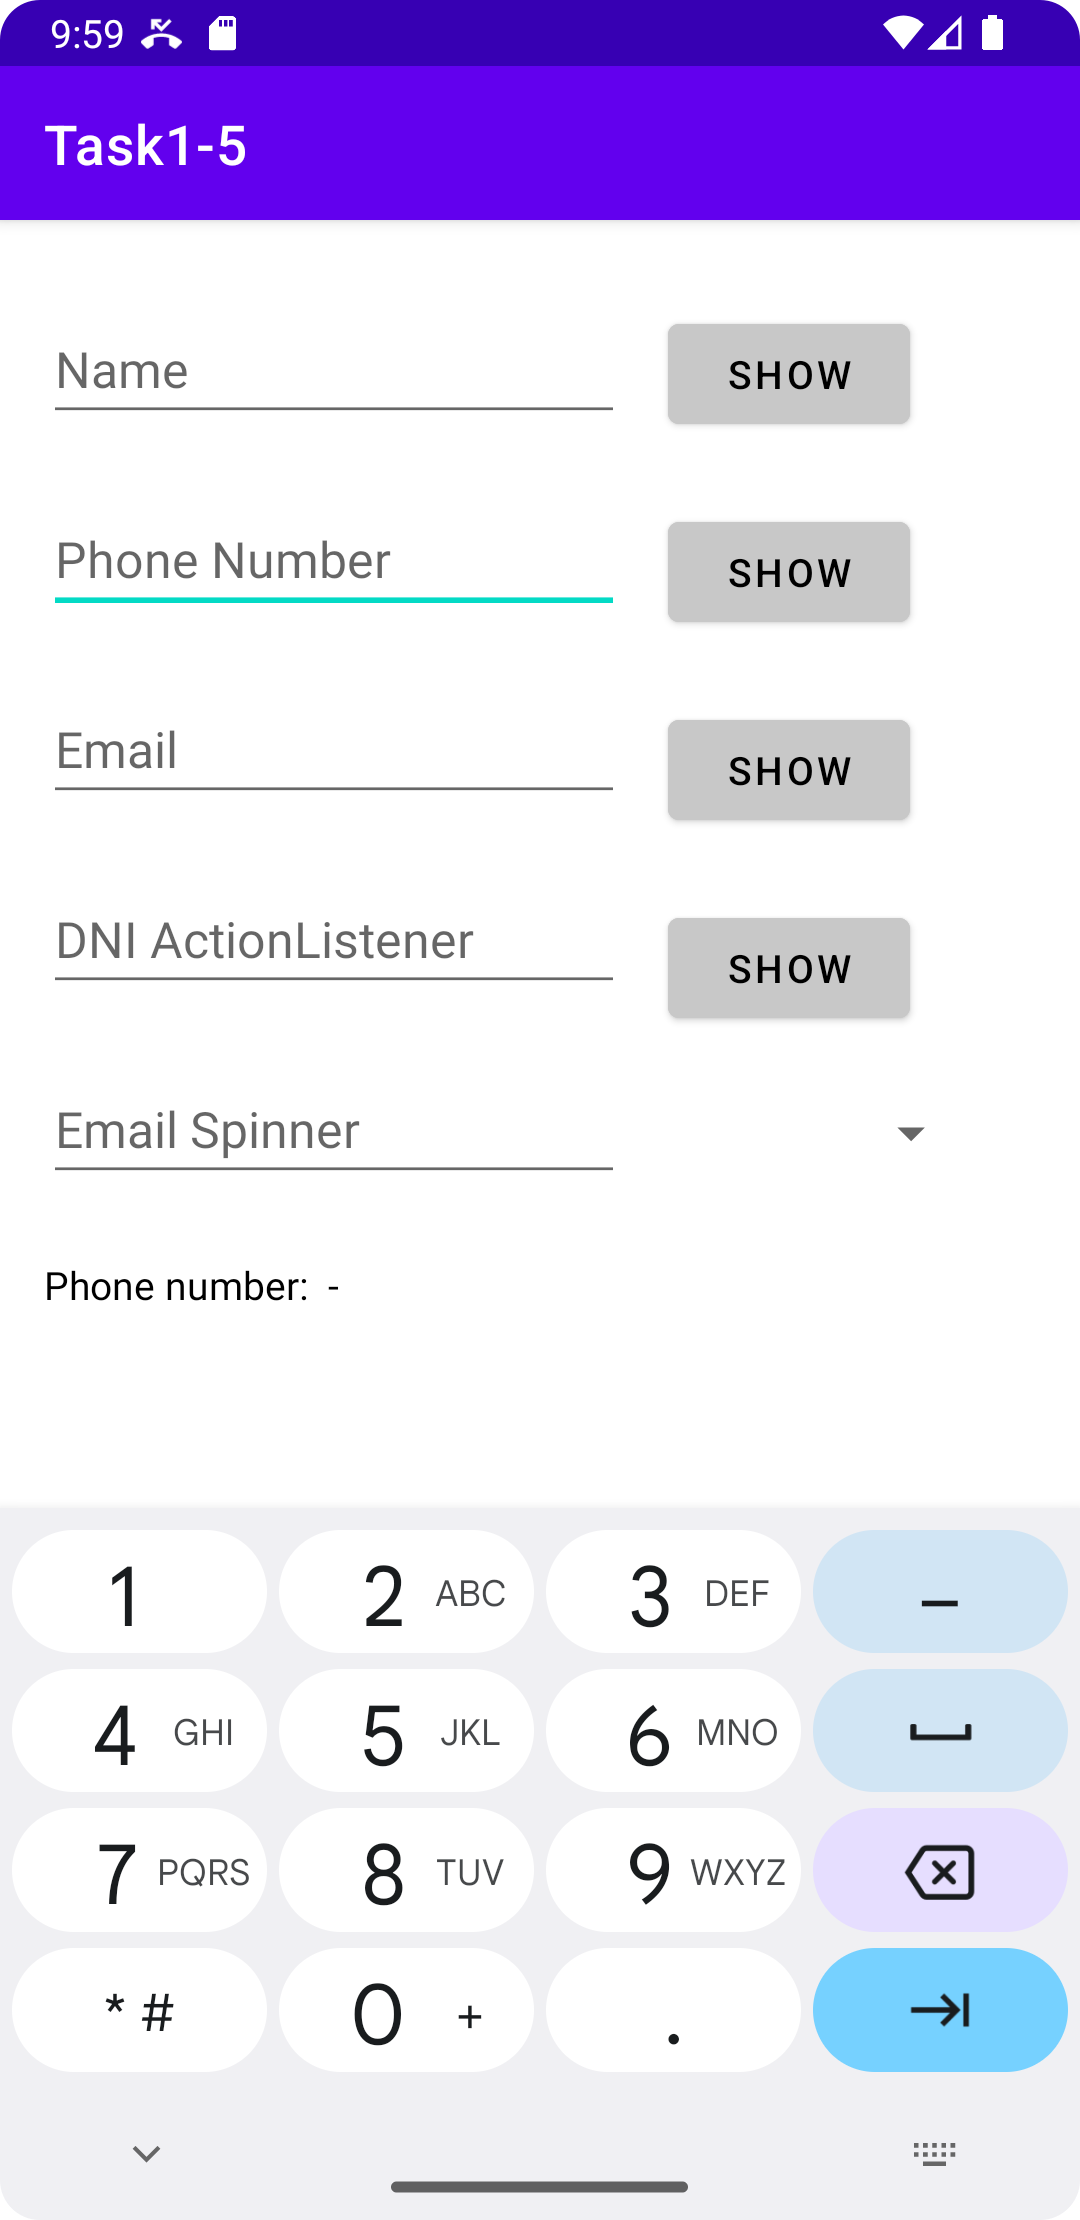 9:59
Task1-5
Name
SHOW
Phone Number
SHOW
Email
SHOW
DNI ActionListener
SHOW
Email Spinner
Phone number: -
1 2 ABC 3 DEF –
4 GHI 5 JKL 6 MNO
7 PQRS 8 TUV 9 WXYZ
* # 0 + .